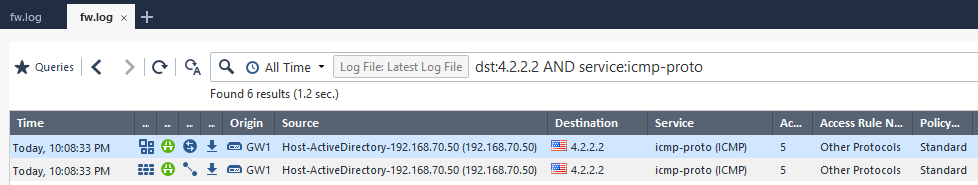 fw.log fw.log × +
Queries All Time Log File: Latest Log File dst:4.2.2.2 AND service:icmp-proto
Found 6 results (1.2 sec.)
Time ... ... ... ... Origin Source Destination Service Ac... Access Rule N... Policy...
Today, 10:08:33 PM GW1 Host-ActiveDirectory-192.168.70.50 (192.168.70.50) 4.2.2.2 icmp-proto (ICMP) 5 Other Protocols Standard
Today, 10:08:33 PM GW1 Host-ActiveDirectory-192.168.70.50 (192.168.70.50) 4.2.2.2 icmp-proto (ICMP) 5 Other Protocols Standard